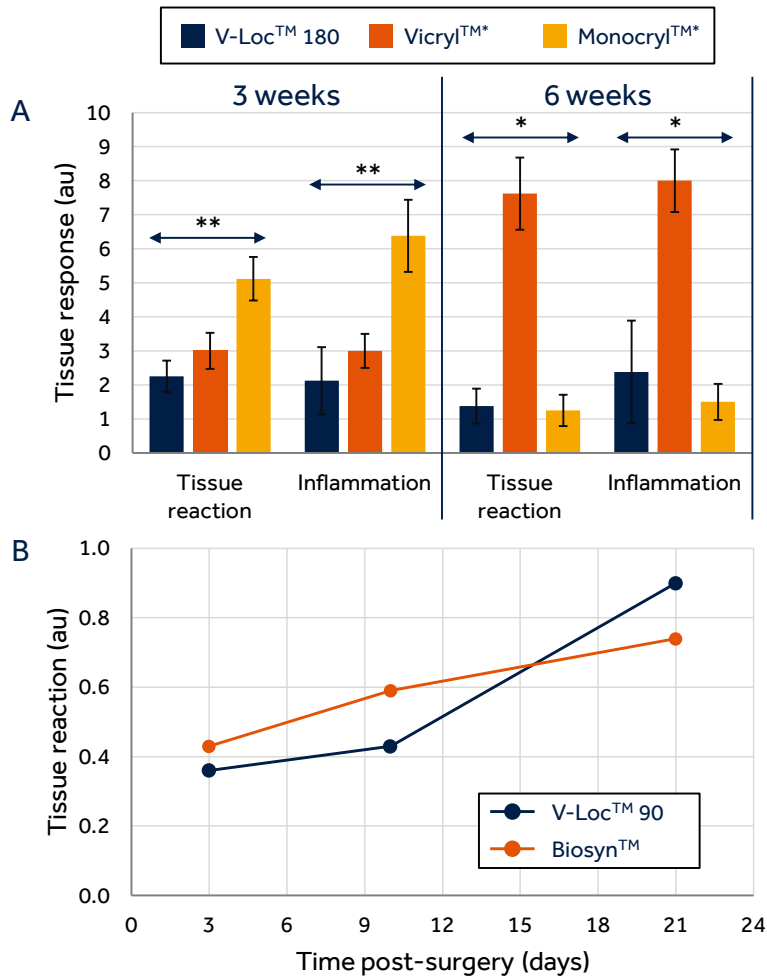 V-Loc™ 180 Vicryl™* Monocryl™*
A
3 weeks 6 weeks
Tissue response (au)
10
9
8
7
6
5
4
3
2
1
0
** ** * *
Tissue reaction Inflammation Tissue reaction Inflammation
B
Tissue reaction (au)
1.0
0.8
0.6
0.4
0.2
0.0
V-Loc™ 90
Biosyn™
0 3 6 9 12 15 18 21 24
Time post-surgery (days)